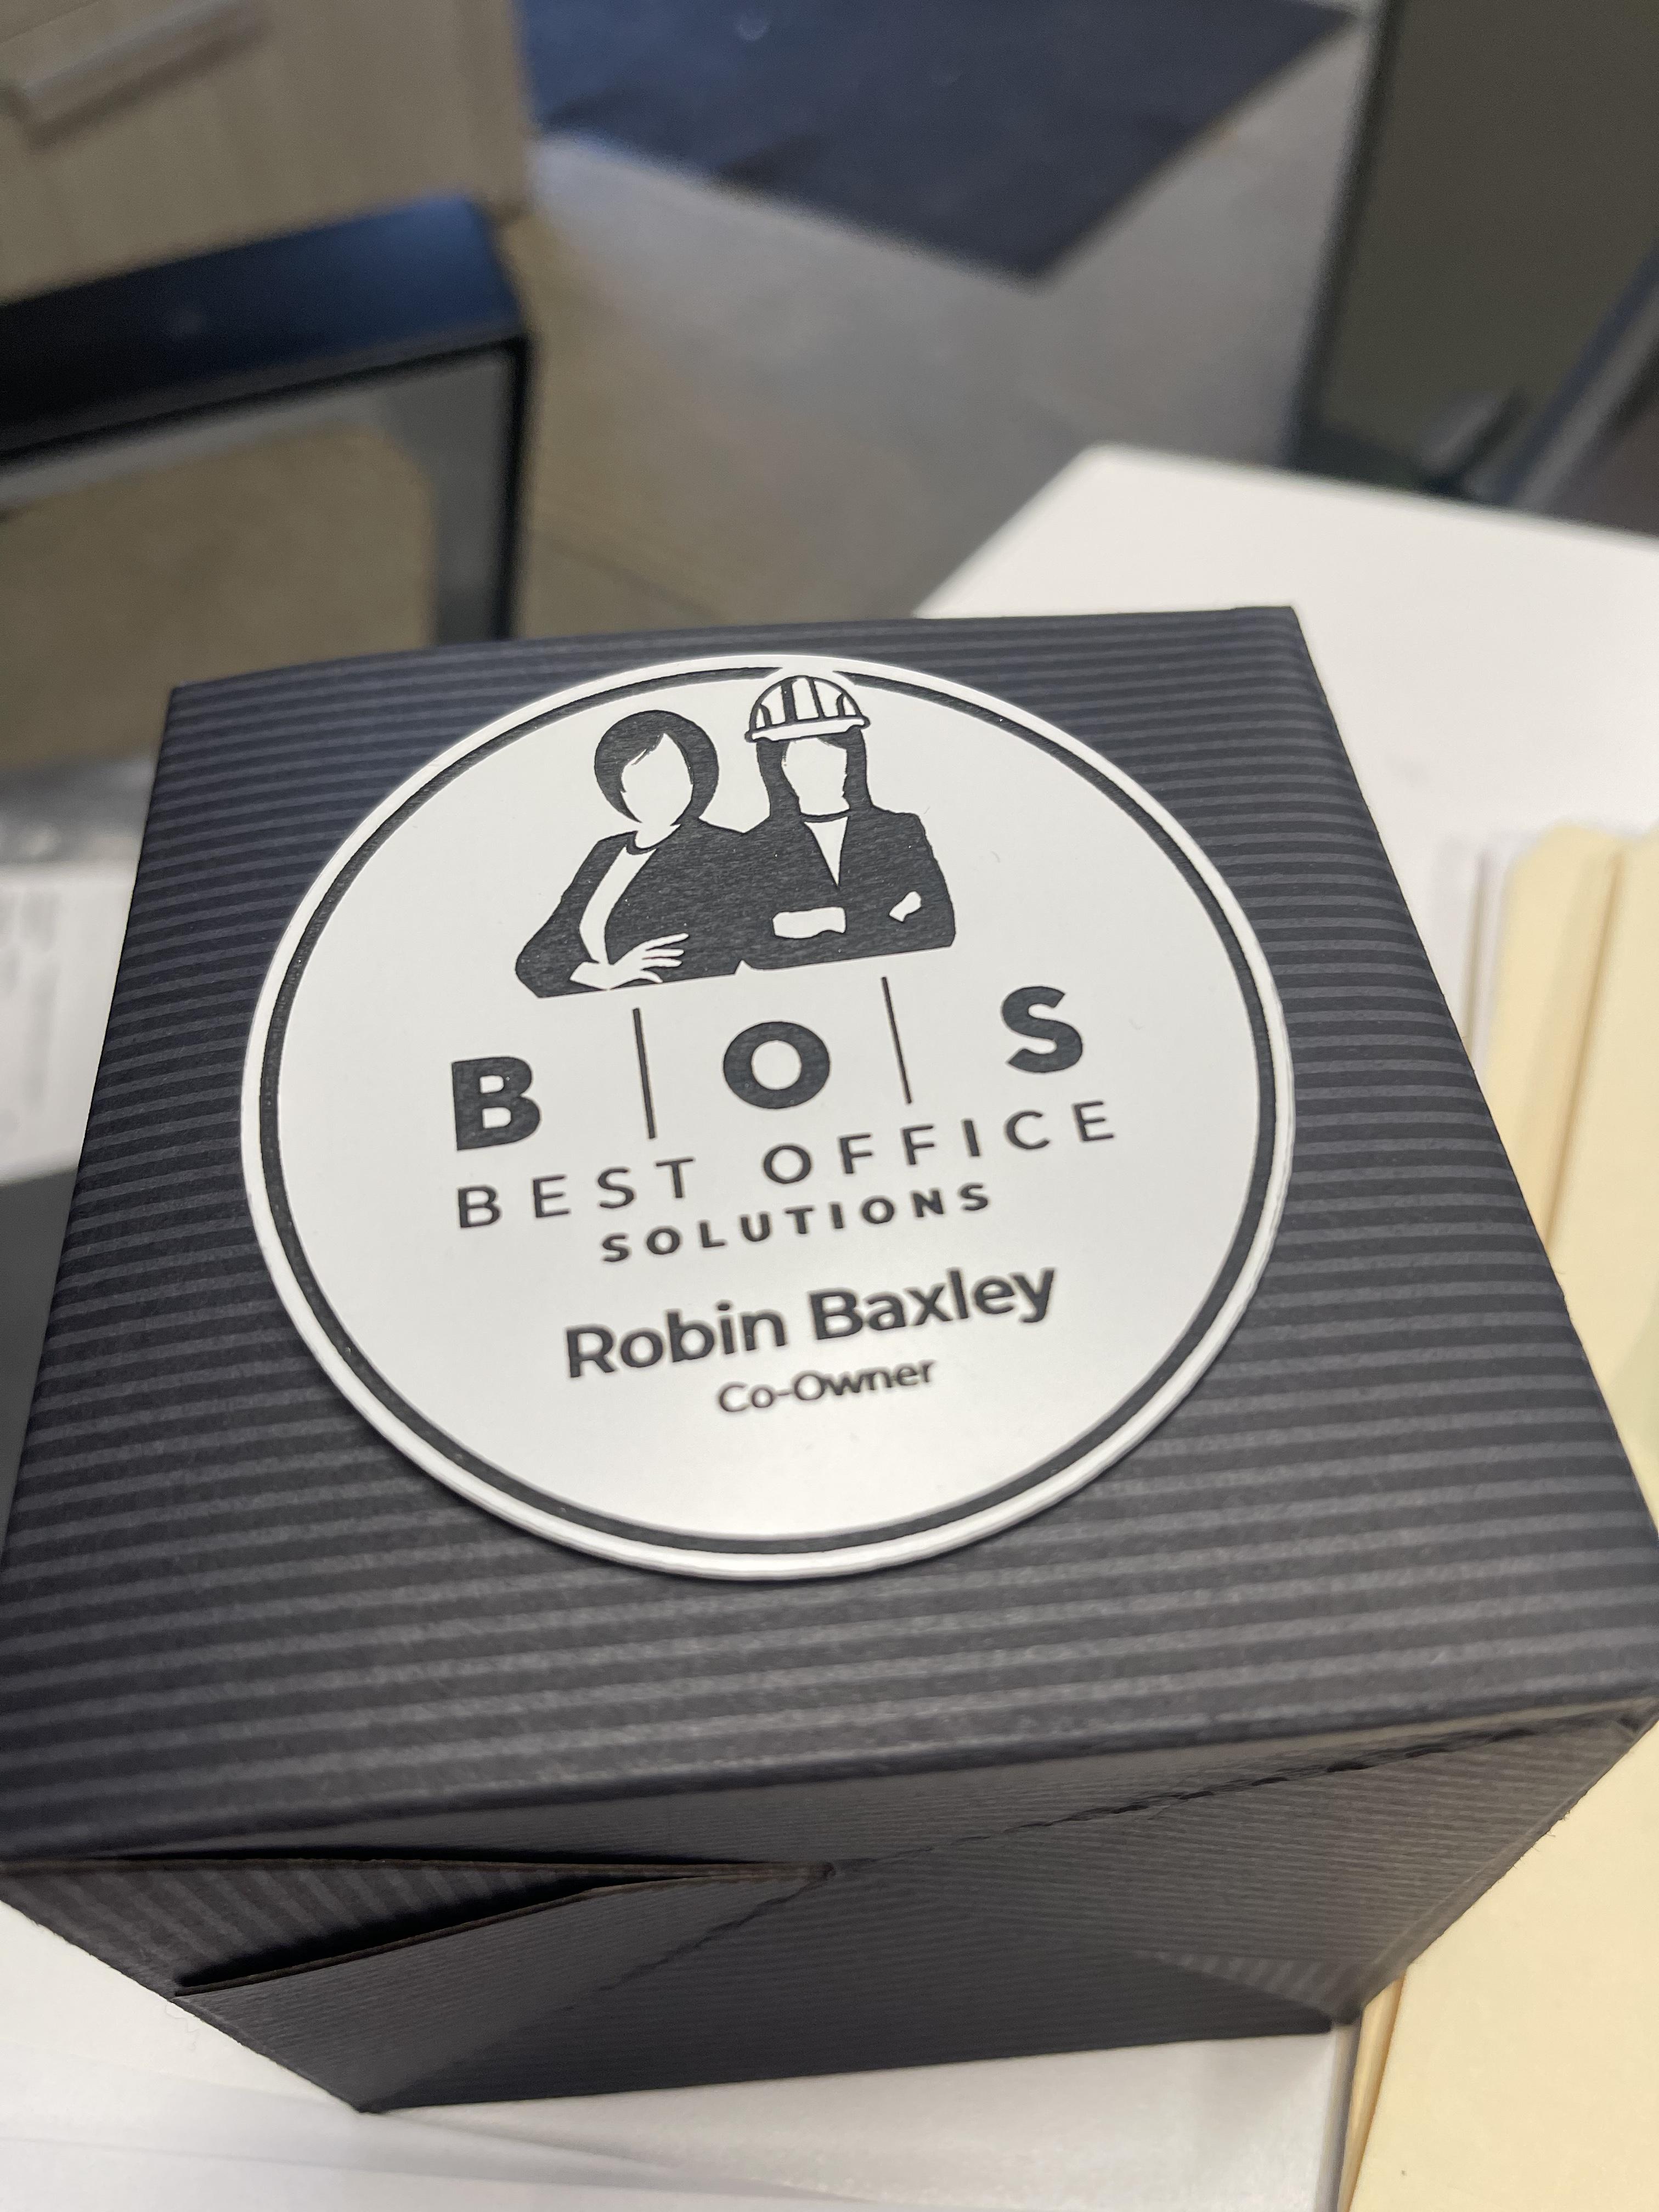 B | O | S
BEST OFFICE
SOLUTIONS
Robin Baxley
Co-Owner